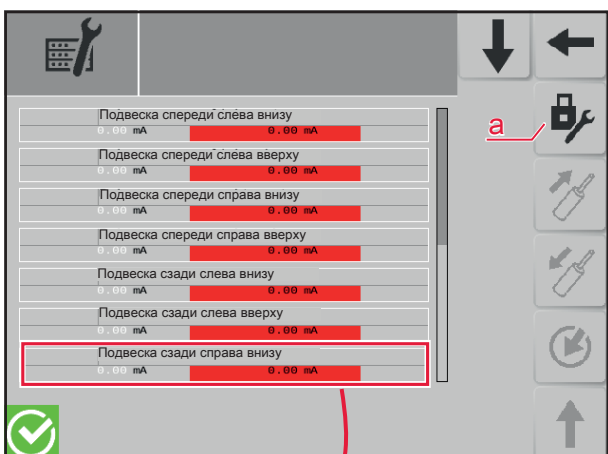 Подвеска спереди слева внизу
0.00 mA 0.00 mA
Подвеска спереди слева вверху
0.00 mA 0.00 mA
Подвеска спереди справа внизу
0.00 mA 0.00 mA
Подвеска спереди справа вверху
0.00 mA 0.00 mA
Подвеска сзади слева внизу
0.00 mA 0.00 mA
Подвеска сзади слева вверху
0.00 mA 0.00 mA
Подвеска сзади справа внизу
0.00 mA 0.00 mA
a